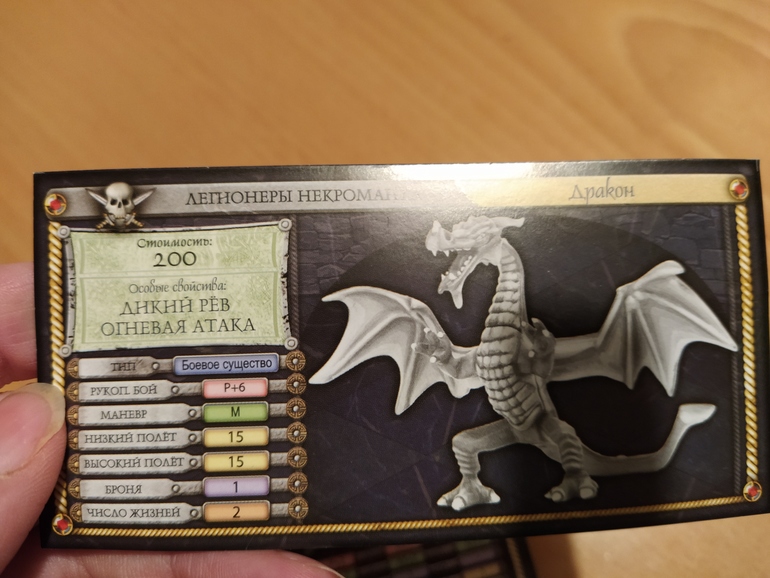 ЛЕГИОНЕРЫ
Дракон
Стоимость:
200
Особые свойства:
ДИКИЙ РЁВ
ОГНЕВАЯ АТАКА
ТИП Боевое существо
РУКОП. БОЙ Р+6
МАНЕВР М
НИЗКИЙ ПОЛЁТ 15
ВЫСОКИЙ ПОЛЁТ 15
БРОНЯ 1
ЧИСЛО ЖИЗНЕЙ 2